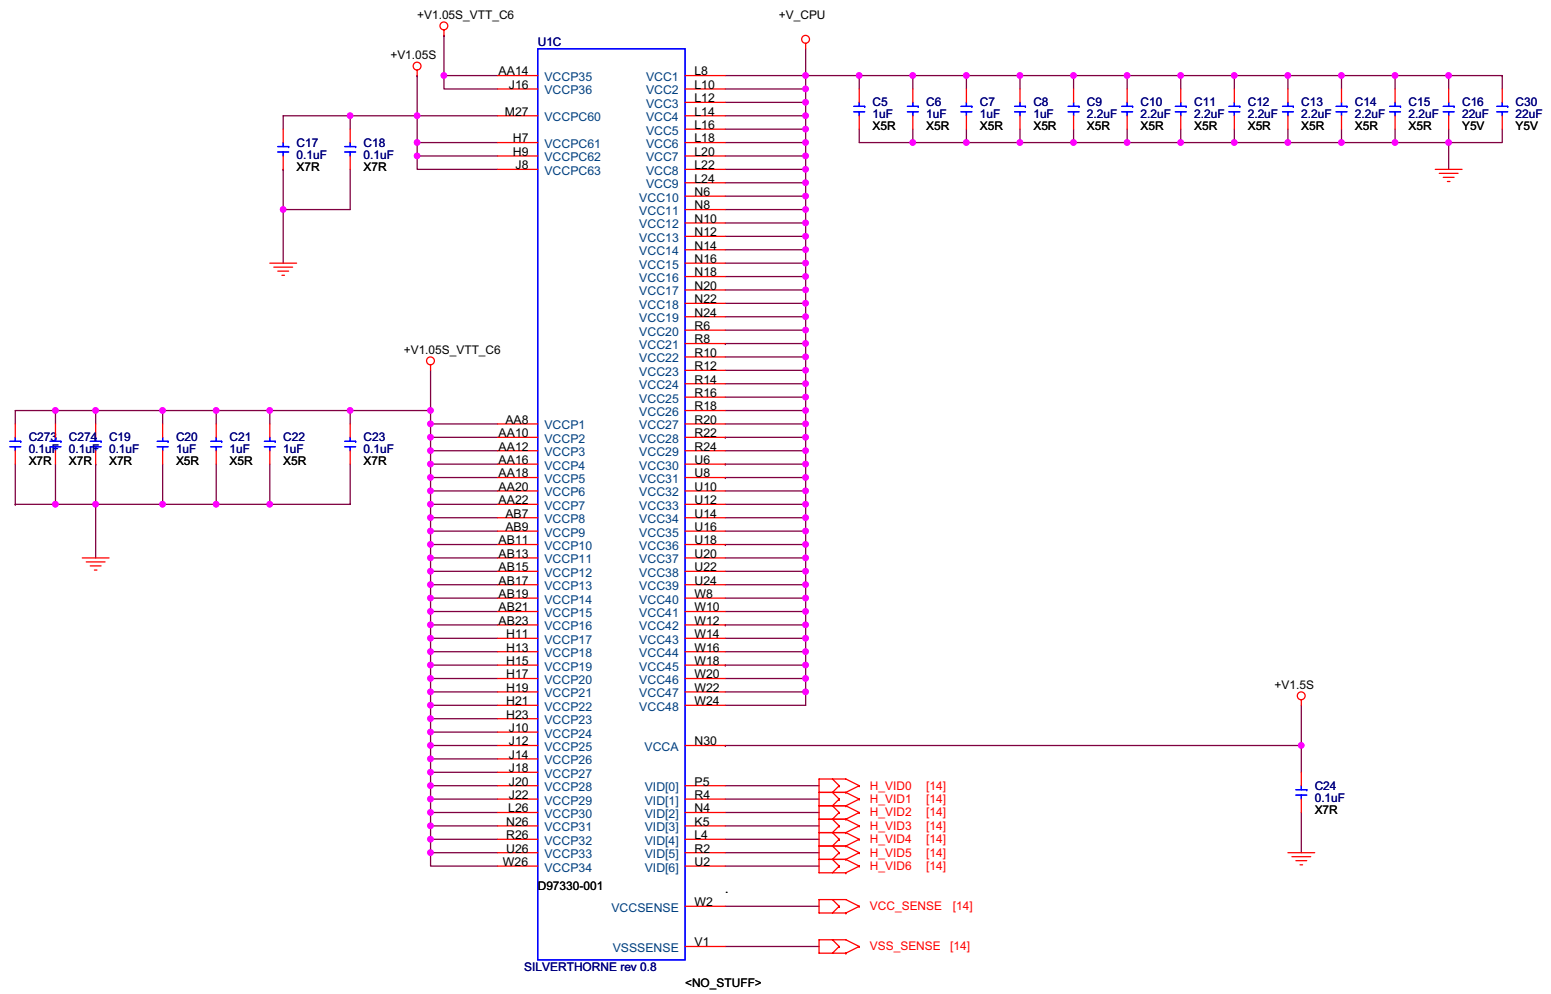 +V1.05S_VTT_C6
+V_CPU
+V1.05S
U1C
AA14 VCCP35 VCC1 L8
J16 VCCP36 VCC2 L10
VCC3 L12
M27 VCCPC60 VCC4 L14
VCC5 L16
H7 VCCPC61 VCC6 L18
H9 VCCPC62 VCC7 L20
J8 VCCPC63 VCC8 L22
VCC9 L24
VCC10 N6
VCC11 N8
VCC12 N10
VCC13 N12
VCC14 N14
VCC15 N16
VCC16 N18
VCC17 N20
VCC18 N22
VCC19 N24
VCC20 R6
VCC21 R8
VCC22 R10
VCC23 R12
VCC24 R14
VCC25 R16
VCC26 R18
AA8 VCCP1 VCC27 R20
AA10 VCCP2 VCC28 R22
AA12 VCCP3 VCC29 R24
AA16 VCCP4 VCC30 U6
AA18 VCCP5 VCC31 U8
AA20 VCCP6 VCC32 U10
AA22 VCCP7 VCC33 U12
AB7 VCCP8 VCC34 U14
AB9 VCCP9 VCC35 U16
AB11 VCCP10 VCC36 U18
AB13 VCCP11 VCC37 U20
AB15 VCCP12 VCC38 U22
AB17 VCCP13 VCC39 U24
AB19 VCCP14 VCC40 W8
AB21 VCCP15 VCC41 W10
AB23 VCCP16 VCC42 W12
H11 VCCP17 VCC43 W14
H13 VCCP18 VCC44 W16
H15 VCCP19 VCC45 W18
H17 VCCP20 VCC46 W20
H19 VCCP21 VCC47 W22
H21 VCCP22 VCC48 W24
H23 VCCP23
J10 VCCP24
J12 VCCP25 VCCA N30
J14 VCCP26
J18 VCCP27
J20 VCCP28 VID[0] P5 H_VID0 [14]
J22 VCCP29 VID[1] R4 H_VID1 [14]
L26 VCCP30 VID[2] N4 H_VID2 [14]
N26 VCCP31 VID[3] K5 H_VID3 [14]
R26 VCCP32 VID[4] L4 H_VID4 [14]
U26 VCCP33 VID[5] R2 H_VID5 [14]
W26 VCCP34 VID[6] U2 H_VID6 [14]
D97330-001
VCCSENSE W2 VCC_SENSE [14]
VSSSENSE V1 VSS_SENSE [14]
SILVERTHORNE rev 0.8
<NO_STUFF>
C5 C6 C7 C8 C9 C10 C11 C12 C13 C14 C15 C16 C30
1uF 1uF 1uF 1uF 2.2uF 2.2uF 2.2uF 2.2uF 2.2uF 2.2uF 2.2uF 22uF 22uF
X5R X5R X5R X5R X5R X5R X5R X5R X5R X5R X5R Y5V Y5V
C17 C18
0.1uF 0.1uF
X7R X7R
+V1.05S_VTT_C6
C273 C274 C19 C20 C21 C22 C23
0.1uF 0.1uF 0.1uF 1uF 1uF 1uF 0.1uF
X7R X7R X7R X5R X5R X5R X7R
+V1.5S
C24
0.1uF
X7R